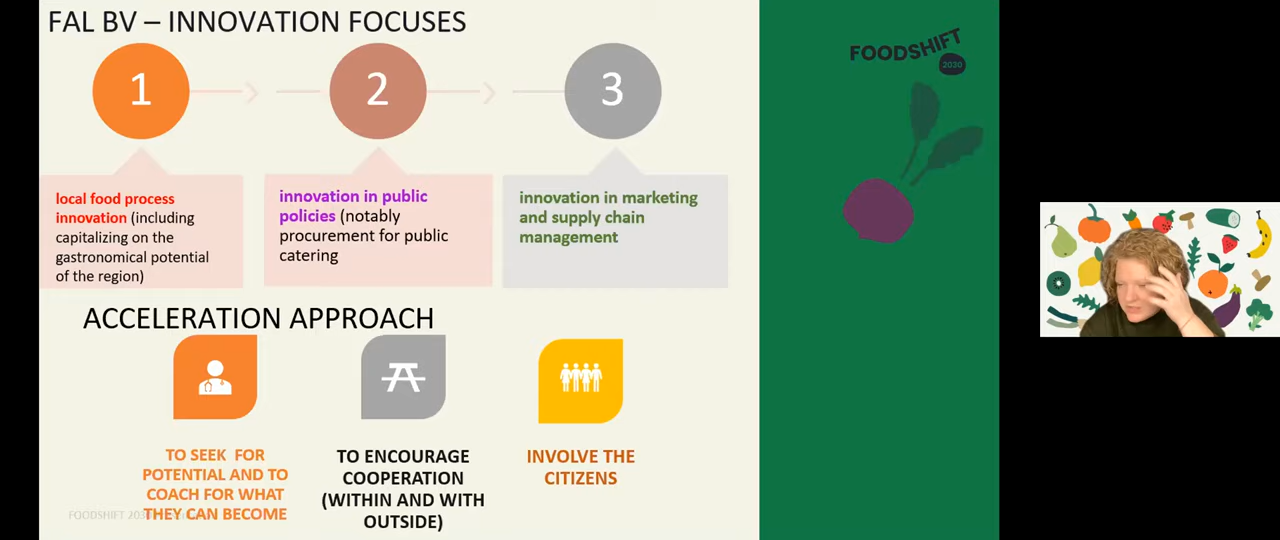 FAL BV – INNOVATION FOCUSES
1
2
3
local food process
innovation (including
capitalizing on the
gastronomical potential
of the region)
innovation in public
policies (notably
procurement for public
catering
innovation in marketing
and supply chain
management
ACCELERATION APPROACH
TO SEEK FOR
POTENTIAL AND TO
COACH FOR WHAT
THEY CAN BECOME
TO ENCOURAGE
COOPERATION
(WITHIN AND WITH
OUTSIDE)
INVOLVE THE
CITIZENS
FOODSHIFT
2030